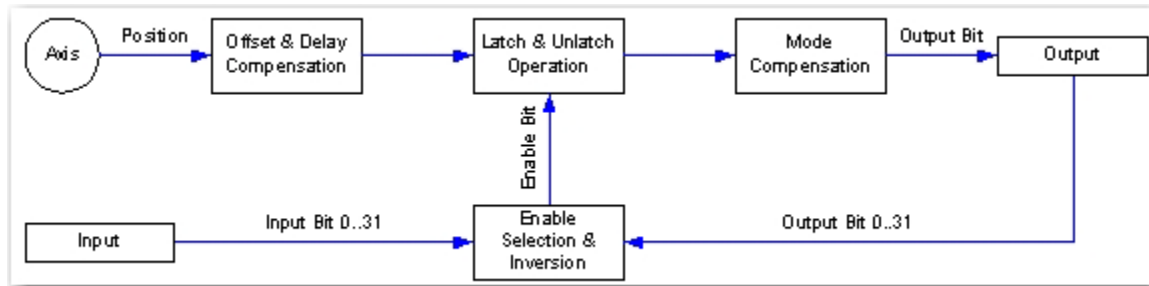 Axis
Position
Offset & Delay
Compensation
Latch & Unlatch
Operation
Mode
Compensation
Output Bit
Output
Enable Bit
Input
Input Bit 0..31
Enable
Selection &
Inversion
Output Bit 0..31